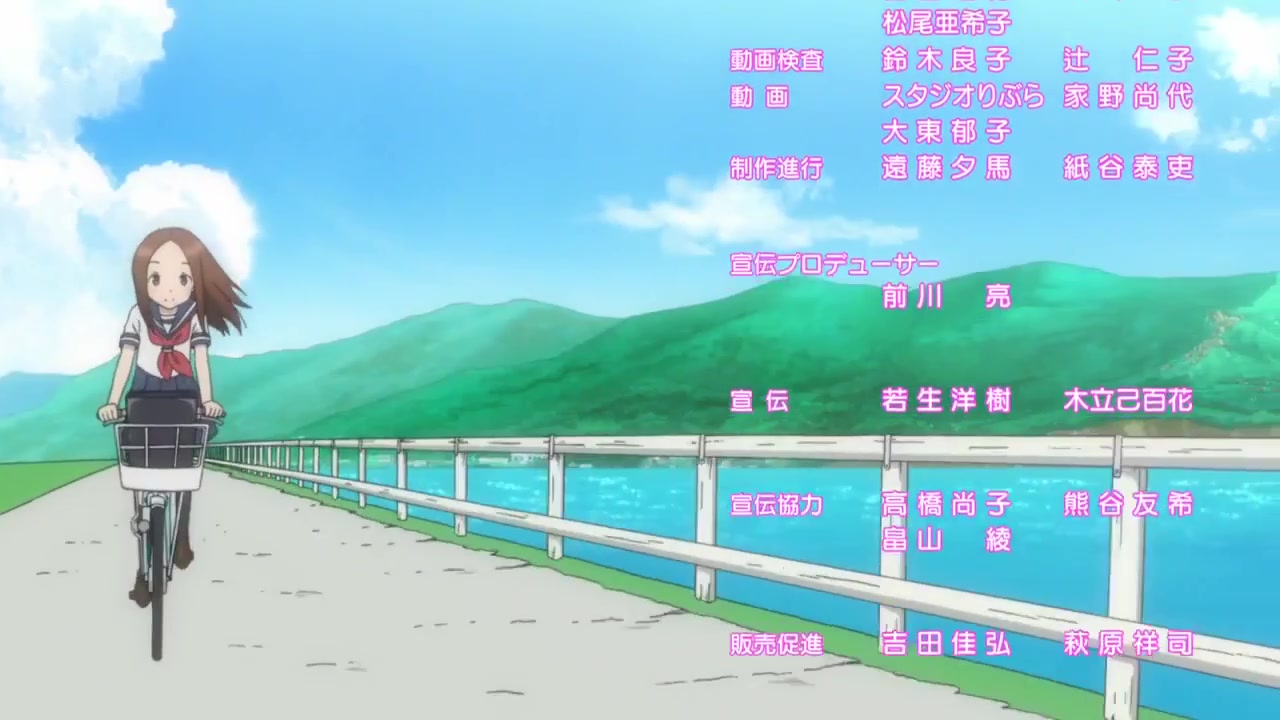 松尾亜希子
動画検査 鈴木良子 辻 仁子
動画 スタジオりぶら 家野尚代
大東郁子
制作進行 遠藤夕馬 紙谷泰吏
宣伝プロデューサー
前川 亮
宣伝 若生洋樹 木立己百花
宣伝協力 高橋尚子 熊谷友希
畠山 綾
販売促進 吉田佳弘 萩原祥司